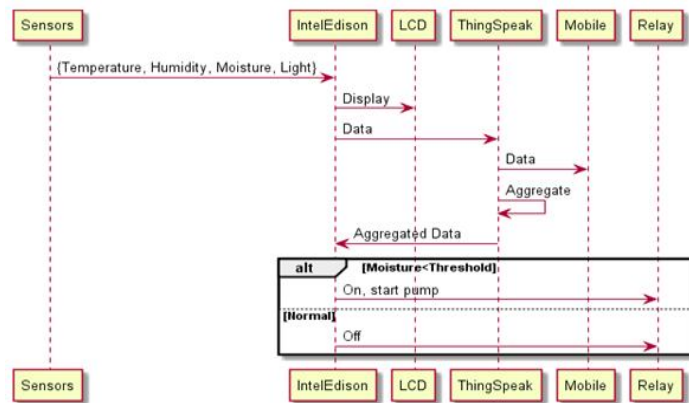 Sensors IntelEdison LCD ThingSpeak Mobile Relay
{Temperature, Humidity, Moisture, Light}
Display
Data
Data
Aggregate
Aggregated Data
alt [Moisture<Threshold]
On, start pump
[Normal]
Off
Sensors IntelEdison LCD ThingSpeak Mobile Relay